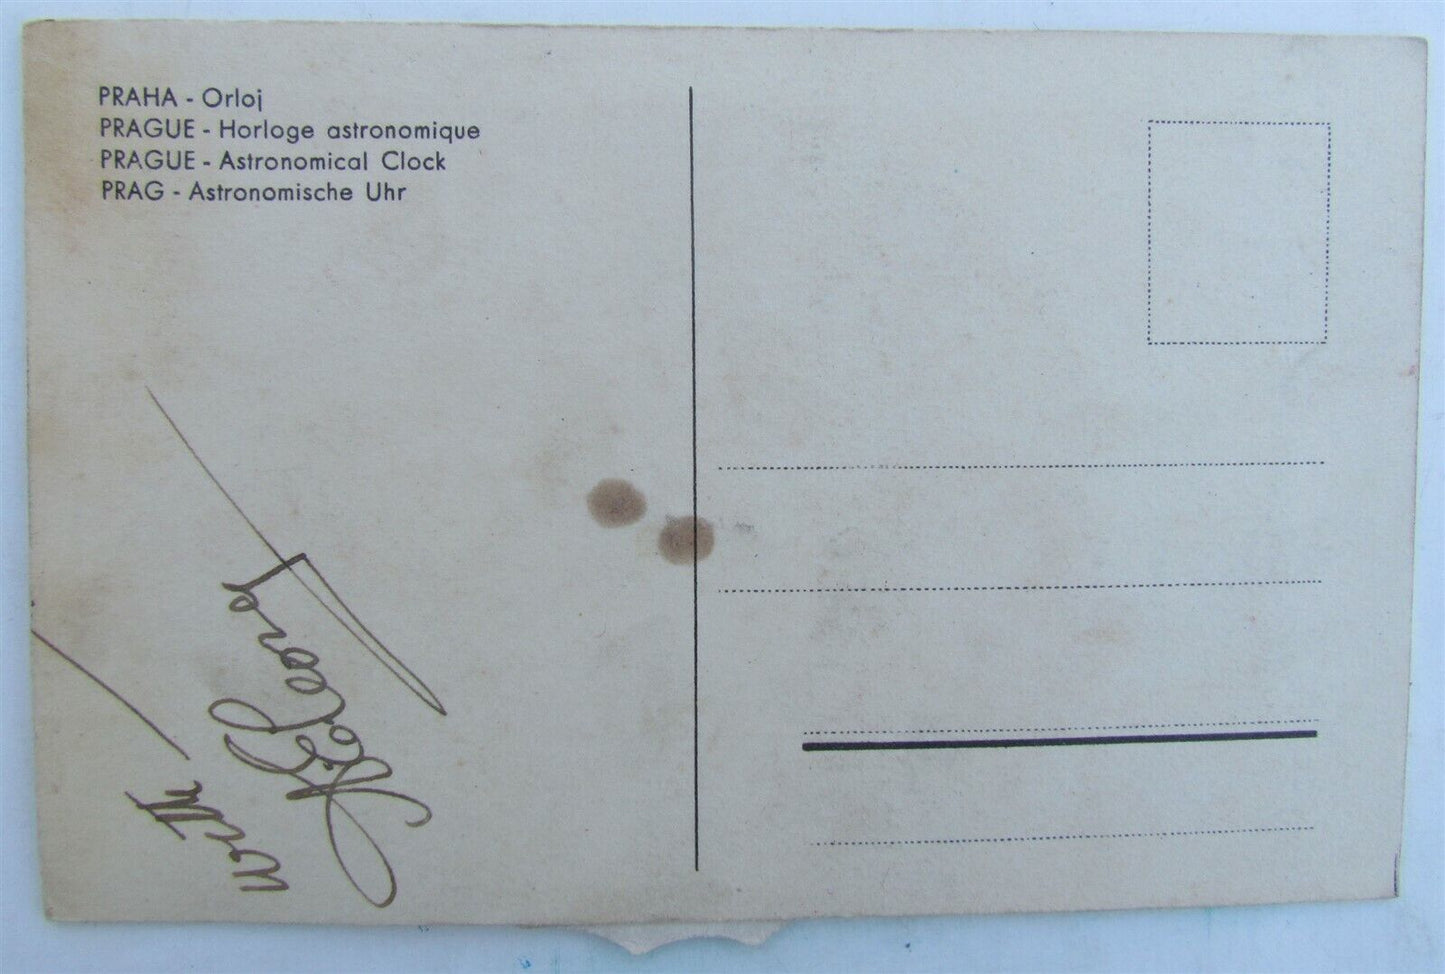 PRAHA - Orloj
PRAGUE - Horloge astronomique
PRAGUE - Astronomical Clock
PRAG - Astronomische Uhr
with